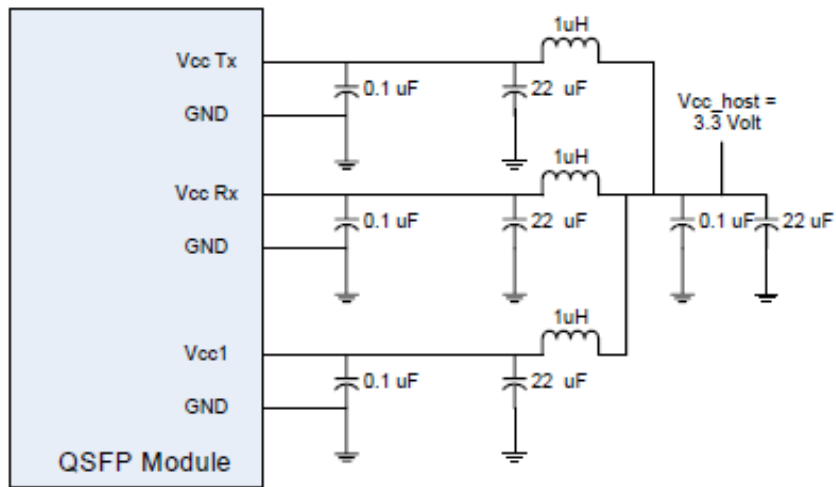 1uH
Vcc Tx
0.1 uF
22 uF
Vcc_host =
3.3 Volt
GND
1uH
Vcc Rx
0.1 uF
22 uF
0.1 uF
22 uF
GND
1uH
Vcc1
0.1 uF
22 uF
GND
QSFP Module